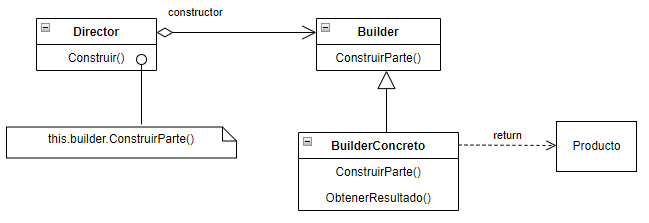 constructor
Director
Construir()
Builder
ConstruirParte()
this.builder.ConstruirParte()
BuilderConcreto
ConstruirParte()
ObtenerResultado()
return
Producto